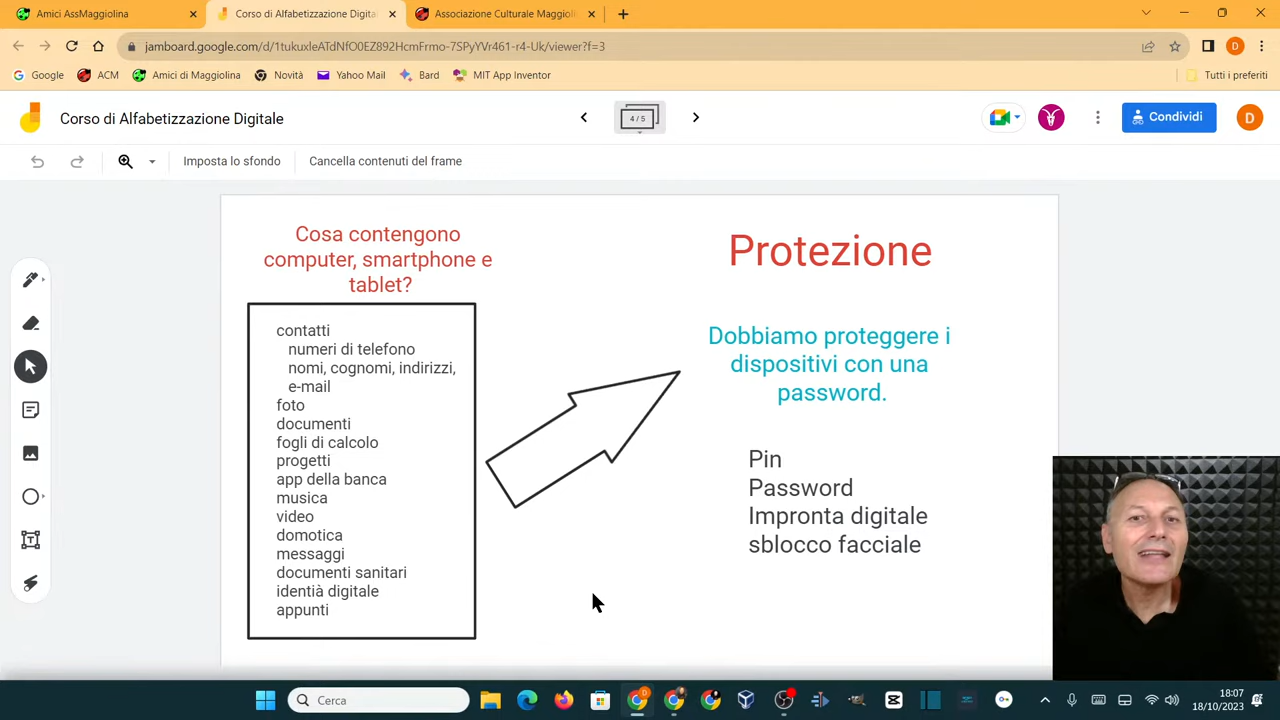 Amici AssMaggiolina
Corso di Alfabetizzazione Digita
Associazione Culturale Maggioli
jamboard.google.com/d/1tukuxleATdNfO0EZ892HcmFrmo-7SPyYVr461-r4-Uk/viewer?f=3
D
Google
ACM
Amici di Maggiolina
Novità
Yahoo Mail
Bard
MIT App Inventor
Tutti i preferiti
Corso di Alfabetizzazione Digitale
4 / 5
Condividi
D
Imposta lo sfondo
Cancella contenuti del frame
Cosa contengono
computer, smartphone e
tablet?
contatti
numeri di telefono
nomi, cognomi, indirizzi,
e-mail
foto
documenti
fogli di calcolo
progetti
app della banca
musica
video
domotica
messaggi
documenti sanitari
identià digitale
appunti
Protezione
Dobbiamo proteggere i
dispositivi con una
password.
Pin
Password
Impronta digitale
sblocco facciale
Cerca
18:07
18/10/2023